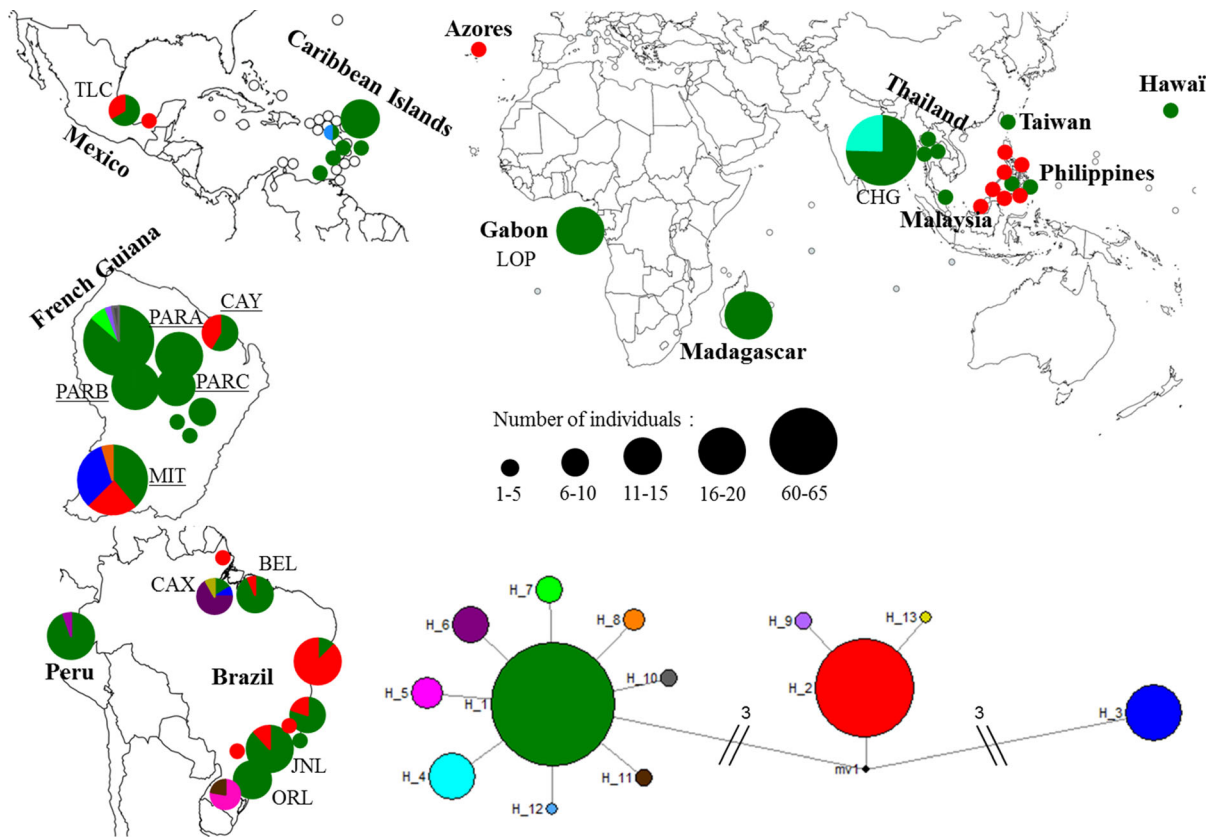 Azores
Caribbean Islands
TLC
Mexico
Hawaï
Thailand
Taiwan
Philippines
CHG
Malaysia
Gabon
LOP
Madagascar
French Guiana
CAY
PARA
PARB
PARC
MIT
Number of individuals :
1-5 6-10 11-15 16-20 60-65
BEL
CAX
Peru
Brazil
JNL
ORL
H_7
H_6
H_8
H_9
H_13
H_10
H_5
H_1
H_2
H_3
3
3
H_4
H_11
mv1
H_12